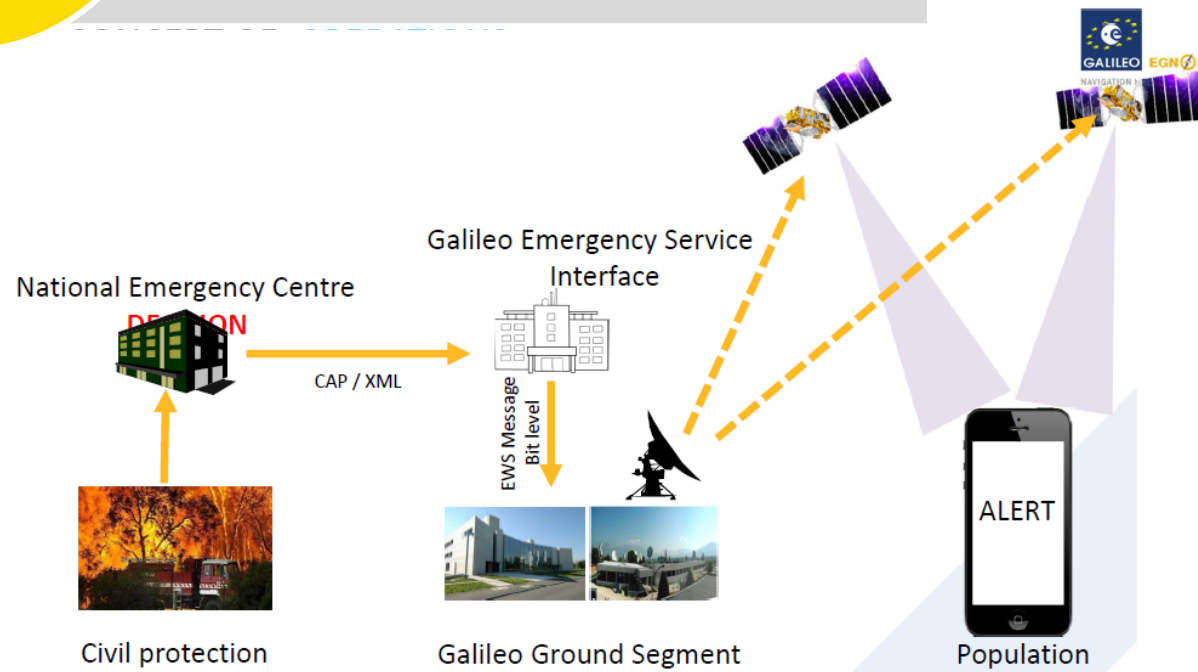 GALILEO EGN
Galileo Emergency Service
Interface
National Emergency Centre
CAP / XML
EWS Message
Bit level
ALERT
Civil protection
Galileo Ground Segment
Population